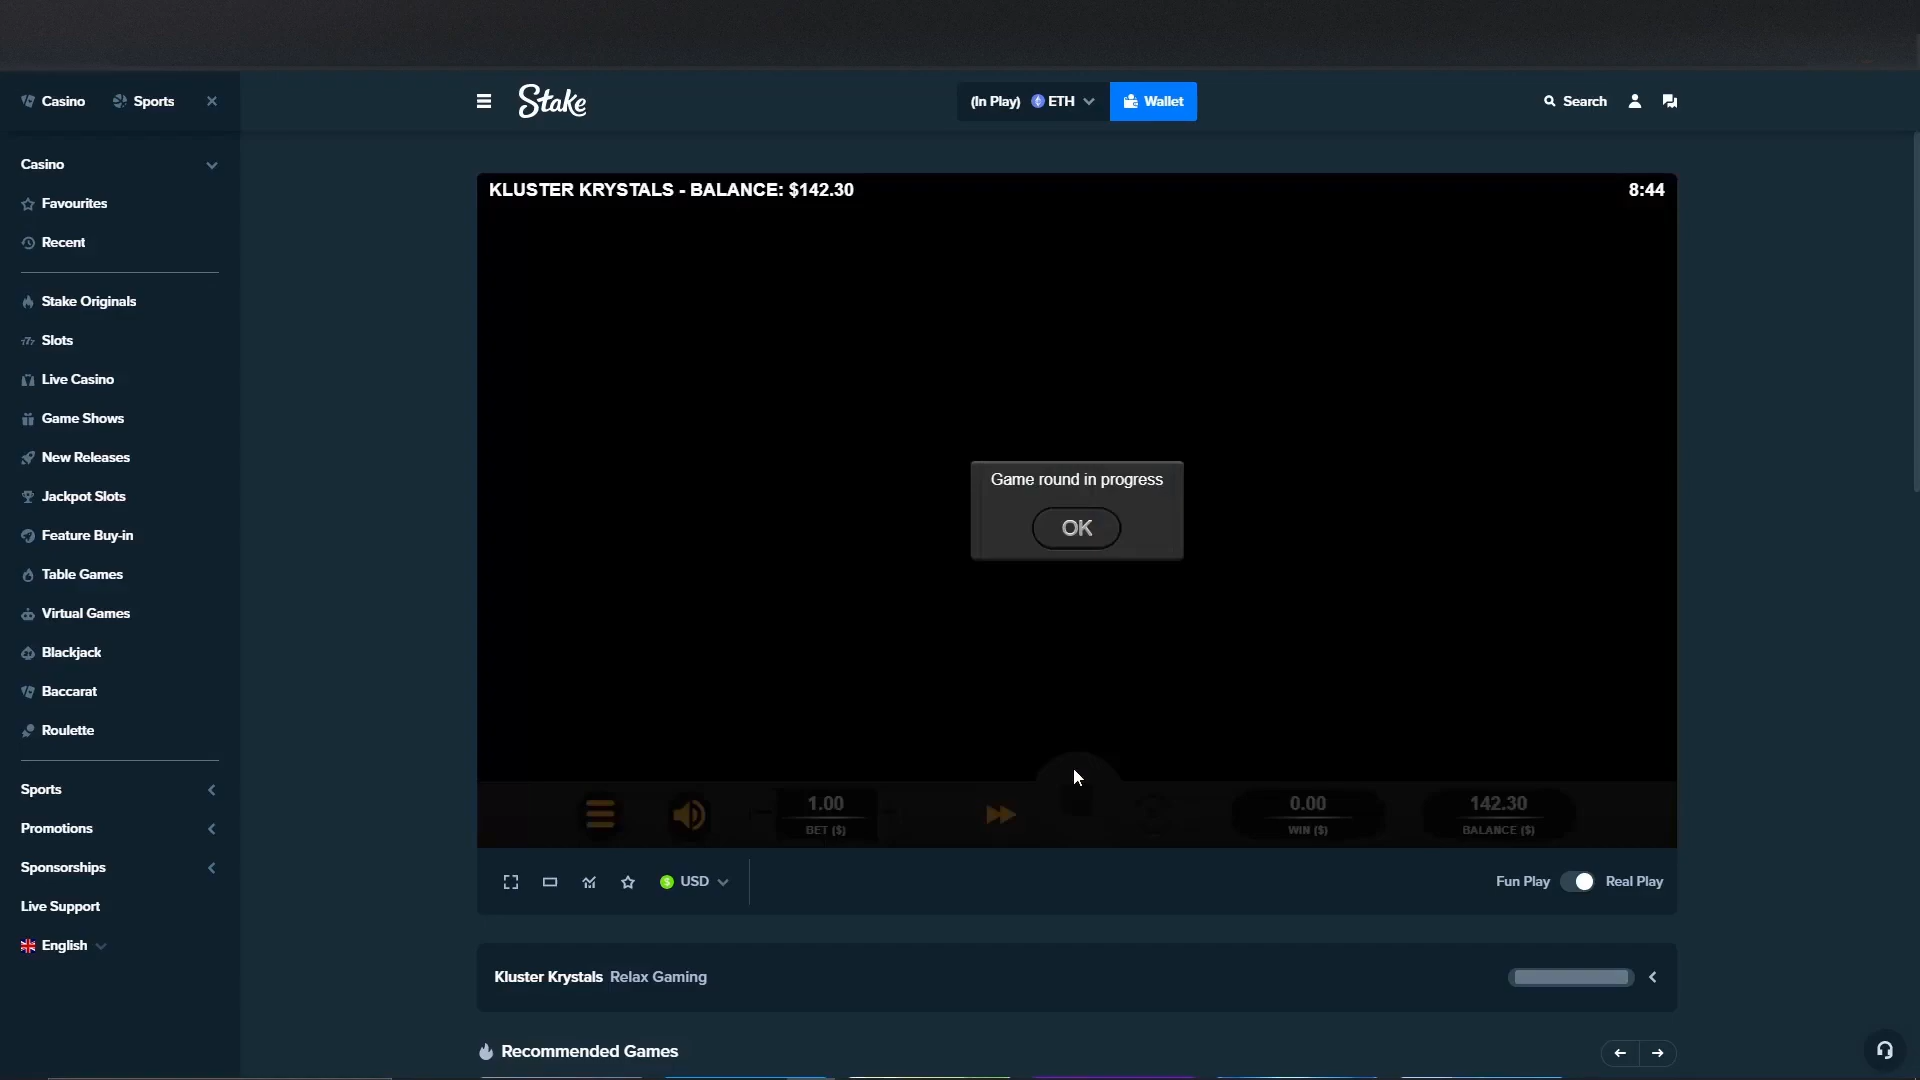 Casino
Sports
Stake
(In Play) ETH
Wallet
Search
Casino
Favourites
Recent
Stake Originals
Slots
Live Casino
Game Shows
New Releases
Jackpot Slots
Feature Buy-in
Table Games
Virtual Games
Blackjack
Baccarat
Roulette
Sports
Promotions
Sponsorships
Live Support
English
KLUSTER KRYSTALS - BALANCE: $142.30
8:44
Game round in progress
OK
1.00
BET ($)
0.00
WIN ($)
142.30
BALANCE ($)
USD
Fun Play
Real Play
Kluster Krystals Relax Gaming
Recommended Games